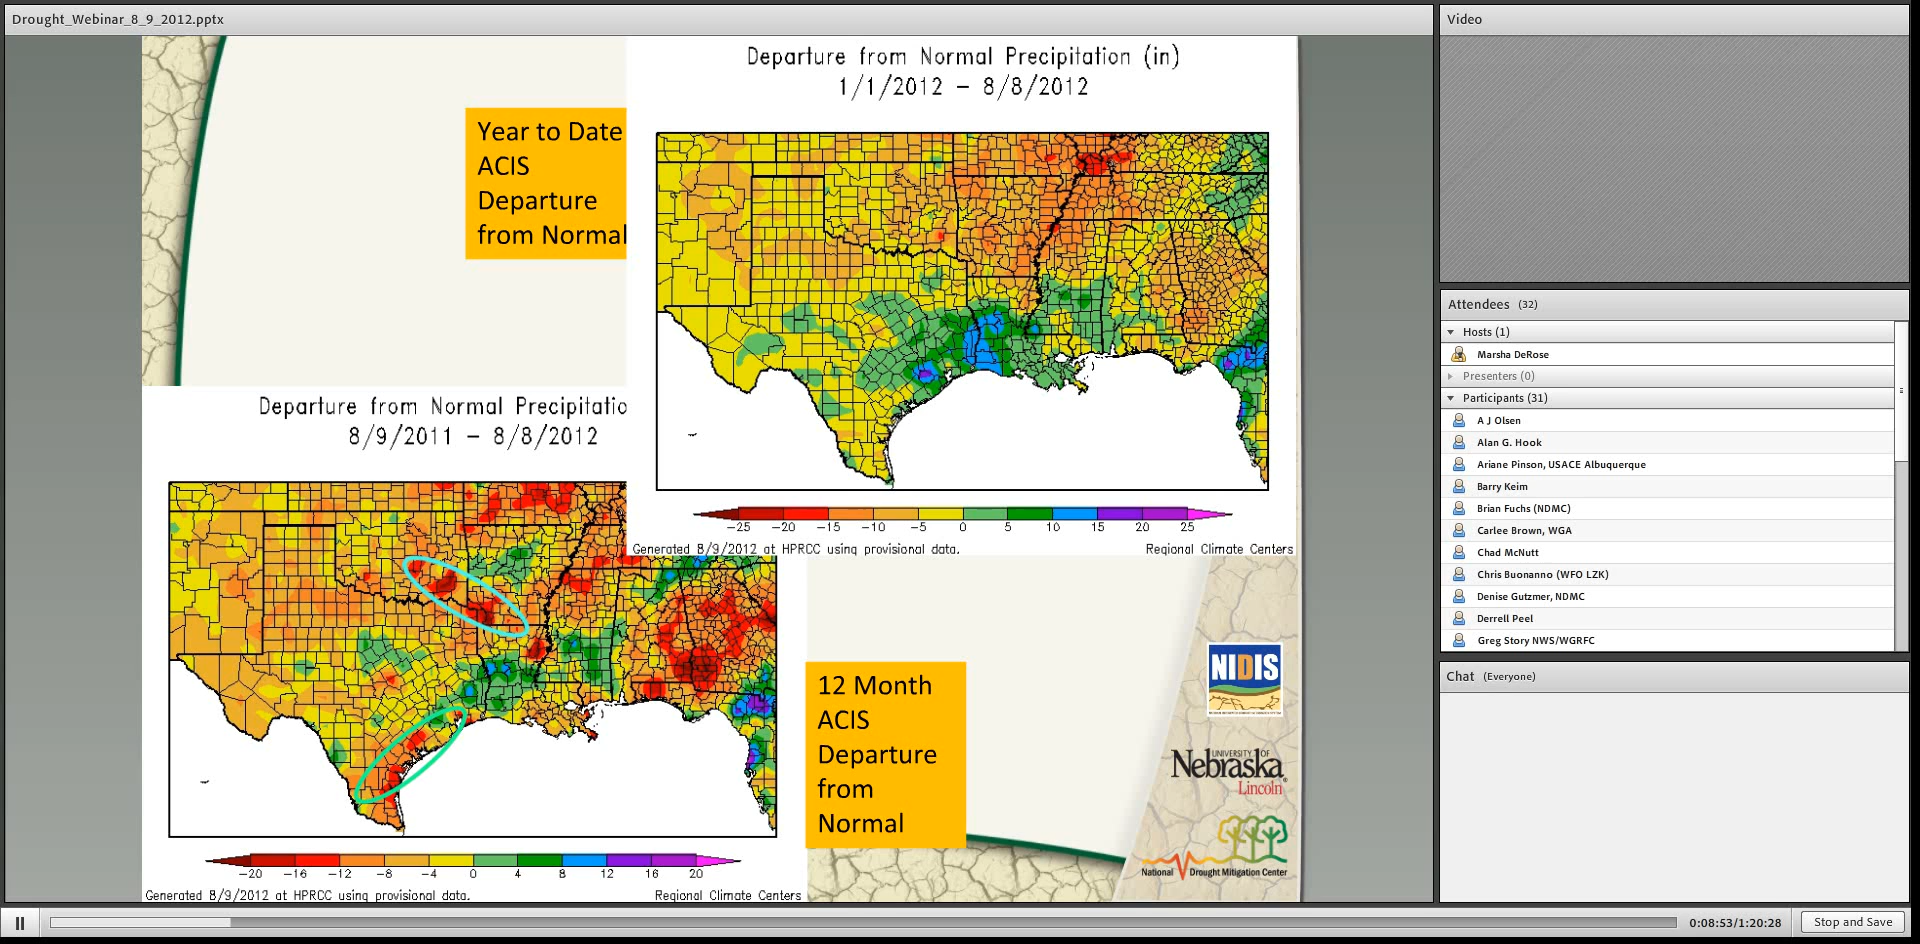 Drought_Webinar_8_9_2012.pptx
Departure from Normal Precipitation (in)
1/1/2012 – 8/8/2012
Year to Date
ACIS
Departure
from Normal
−25 −20 −15 −10 −5 0 5 10 15 20 25
Generated 8/9/2012 at HPRCC using provisional data.
Regional Climate Centers
Departure from Normal Precipitatio
8/9/2011 – 8/8/2012
−20 −16 −12 −8 −4 0 4 8 12 16 20
Generated 8/9/2012 at HPRCC using provisional data.
Regional Climate Centers
12 Month
ACIS
Departure
from
Normal
NIDIS
UNIVERSITY OF
Nebraska
Lincoln
National Drought Mitigation Center
Video
Attendees (32)
Hosts (1)
Marsha DeRose
Presenters (0)
Participants (31)
A J Olsen
Alan G. Hook
Ariane Pinson, USACE Albuquerque
Barry Keim
Brian Fuchs (NDMC)
Carlee Brown, WGA
Chad McNutt
Chris Buonanno (WFO LZK)
Denise Gutzmer, NDMC
Derrell Peel
Greg Story NWS/WGRFC
Chat (Everyone)
0:08:53/1:20:28
Stop and Save